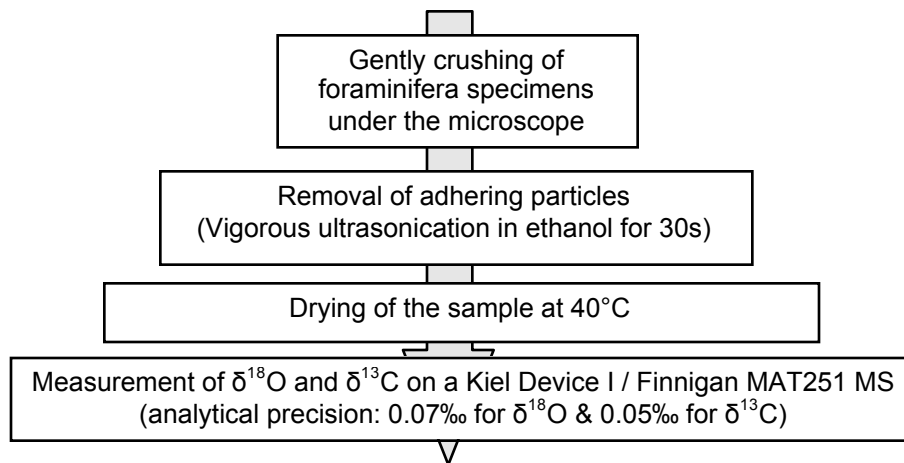 Gently crushing of
foraminifera specimens
under the microscope
Removal of adhering particles
(Vigorous ultrasonication in ethanol for 30s)
Drying of the sample at 40°C
Measurement of δ¹⁸O and δ¹³C on a Kiel Device I / Finnigan MAT251 MS
(analytical precision: 0.07‰ for δ¹⁸O & 0.05‰ for δ¹³C)